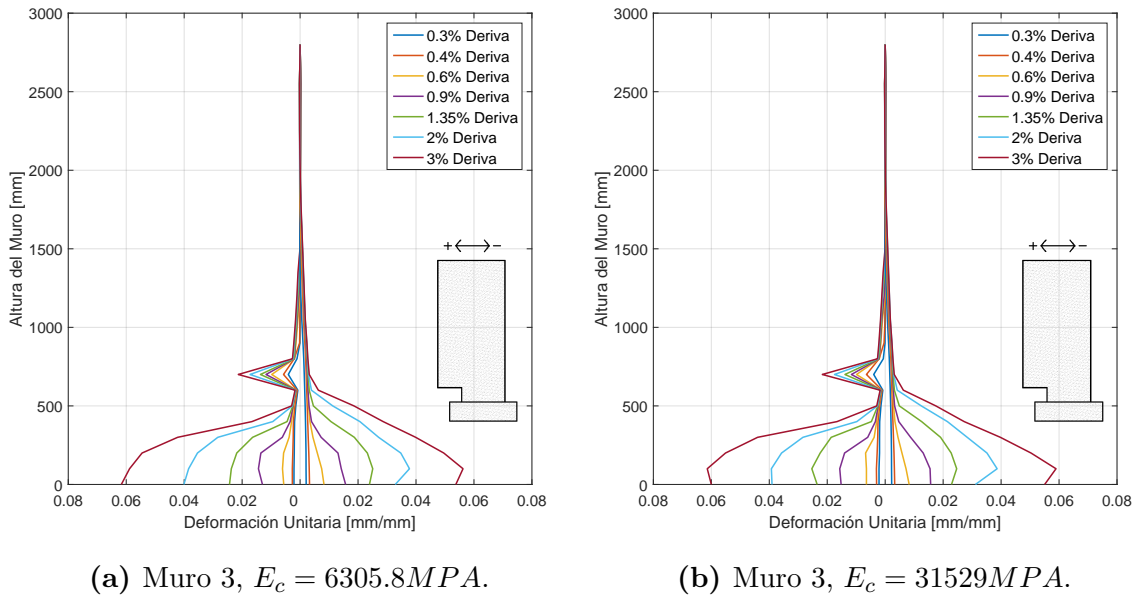 3000
2500
2000
1500
1000
500
0
0.08 0.06 0.04 0.02 0 0.02 0.04 0.06 0.08
Altura del Muro [mm]
Deformación Unitaria [mm/mm]
0.3% Deriva
0.4% Deriva
0.6% Deriva
0.9% Deriva
1.35% Deriva
2% Deriva
3% Deriva
+ −
(a) Muro 3, E_c = 6305.8MPA.
3000
2500
2000
1500
1000
500
0
0.08 0.06 0.04 0.02 0 0.02 0.04 0.06 0.08
Altura del Muro [mm]
Deformación Unitaria [mm/mm]
0.3% Deriva
0.4% Deriva
0.6% Deriva
0.9% Deriva
1.35% Deriva
2% Deriva
3% Deriva
+ −
(b) Muro 3, E_c = 31529MPA.